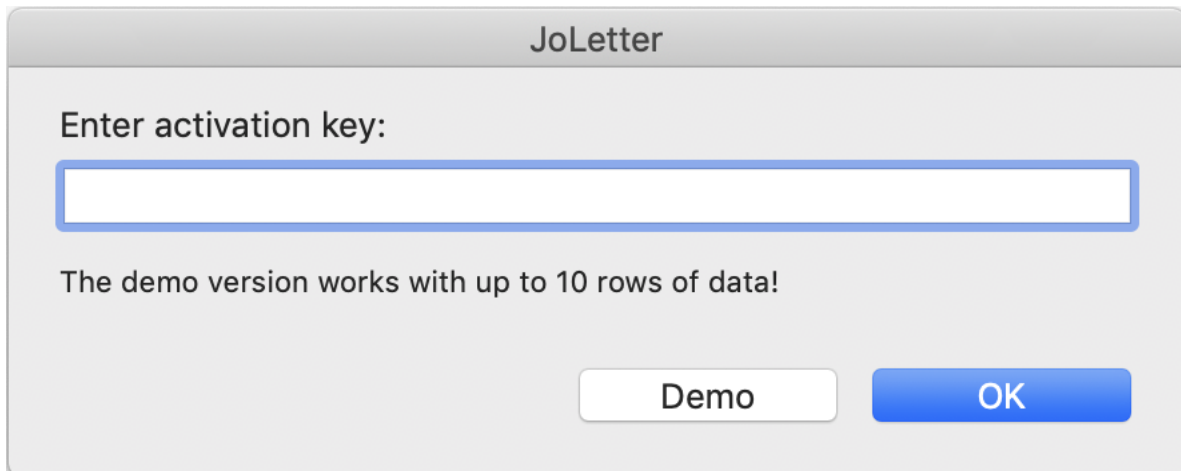 JoLetter
Enter activation key:
The demo version works with up to 10 rows of data!
Demo OK